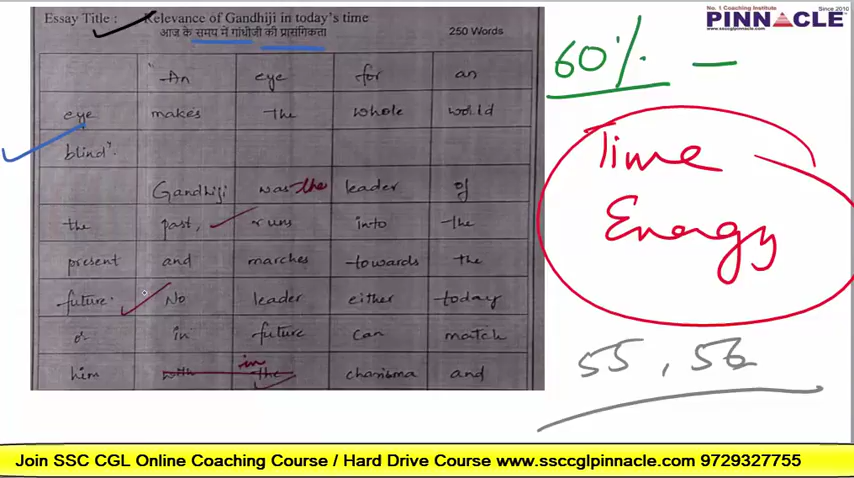 Essay Title : Relevance of Gandhiji in today's time
आज के समय में गांधीजी की प्रासंगिकता 250 Words
"An eye for an
eye makes the whole world
blind".
Gandhiji was the leader of
the past, runs into the
present and marches towards the
future. No leader either today
or in future can match
him with the in charisma and
No. 1 Coaching Institute Since 2010
PINNACLE
www.ssccglpinnacle.com
60% —
Time
Energy
55, 56
Join SSC CGL Online Coaching Course / Hard Drive Course www.ssccglpinnacle.com 9729327755